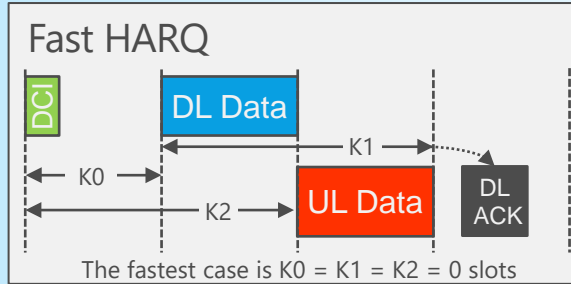 Fast HARQ
DCI
DL Data
K1
K0
K2
UL Data
DL
ACK
The fastest case is K0 = K1 = K2 = 0 slots